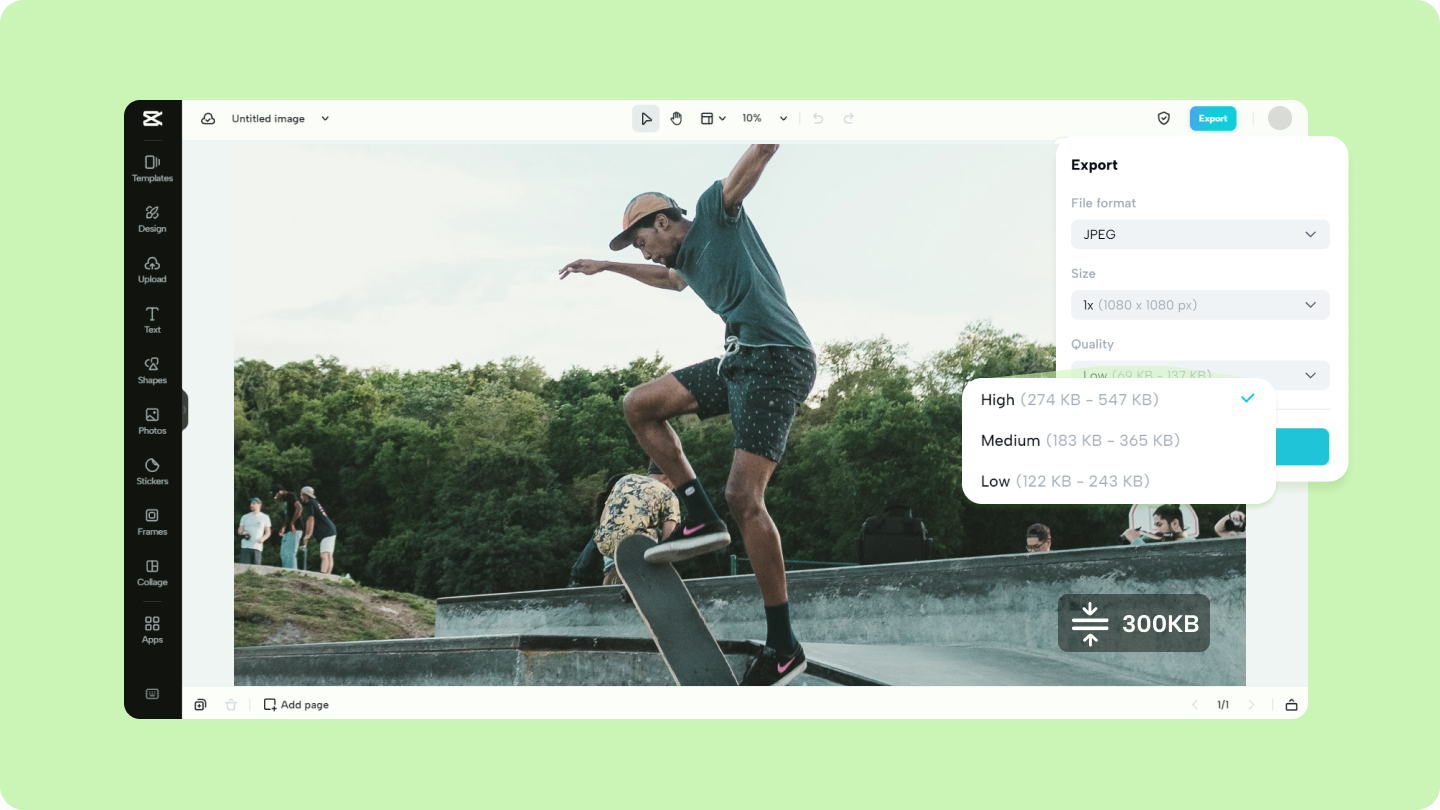 Untitled image
10%
Export
Templates
Design
Upload
Text
Shapes
Photos
Stickers
Frames
Collage
Apps
Export
File format
JPEG
Size
1x (1080 x 1080 px)
Quality
Low (69 KB - 137 KB)
High (274 KB - 547 KB)
Medium (183 KB - 365 KB)
Low (122 KB - 243 KB)
300KB
Add page
1/1